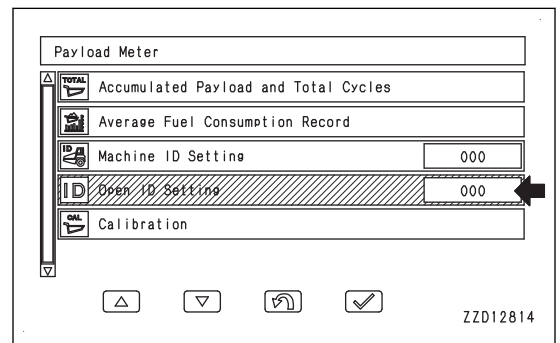 Payload Meter
TOTAL Accumulated Payload and Total Cycles
Average Fuel Consumption Record
ID Machine ID Setting 000
ID Open ID Setting 000
CAL Calibration
ZZD12814